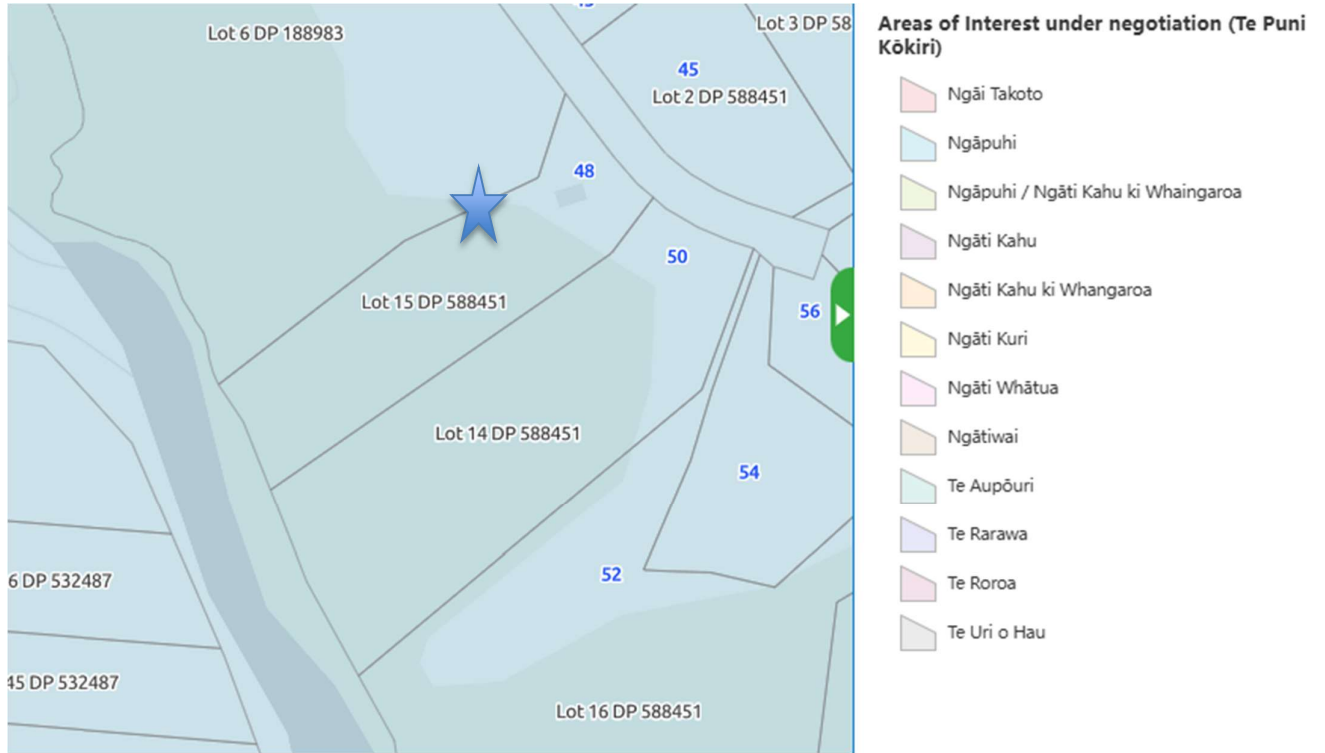 Lot 6 DP 188983
Lot 3 DP 58
45
Lot 2 DP 588451
48
50
Lot 15 DP 588451
56
Lot 14 DP 588451
54
52
6 DP 532487
45 DP 532487
Lot 16 DP 588451
Areas of Interest under negotiation (Te Puni
Kōkiri)
Ngāi Takoto
Ngāpuhi
Ngāpuhi / Ngāti Kahu ki Whaingaroa
Ngāti Kahu
Ngāti Kahu ki Whangaroa
Ngāti Kuri
Ngāti Whātua
Ngātiwai
Te Aupōuri
Te Rarawa
Te Roroa
Te Uri o Hau